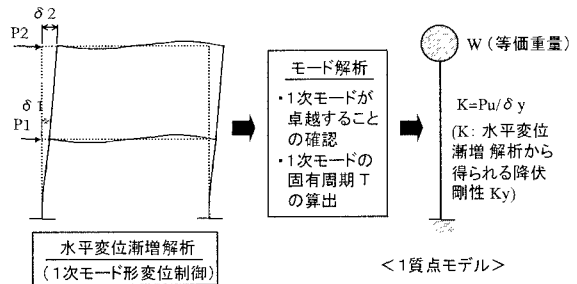 δ2
P2
δ1
P1
水平変位漸増解析
(1次モード形変位制御)
モード解析
・1次モードが
卓越すること
の確認
・1次モードの
固有周期T
の算出
W (等価重量)
K=Pu/δy
(K: 水平変位
漸増 解析から
得られる降伏
剛性 Ky)
<1質点モデル>